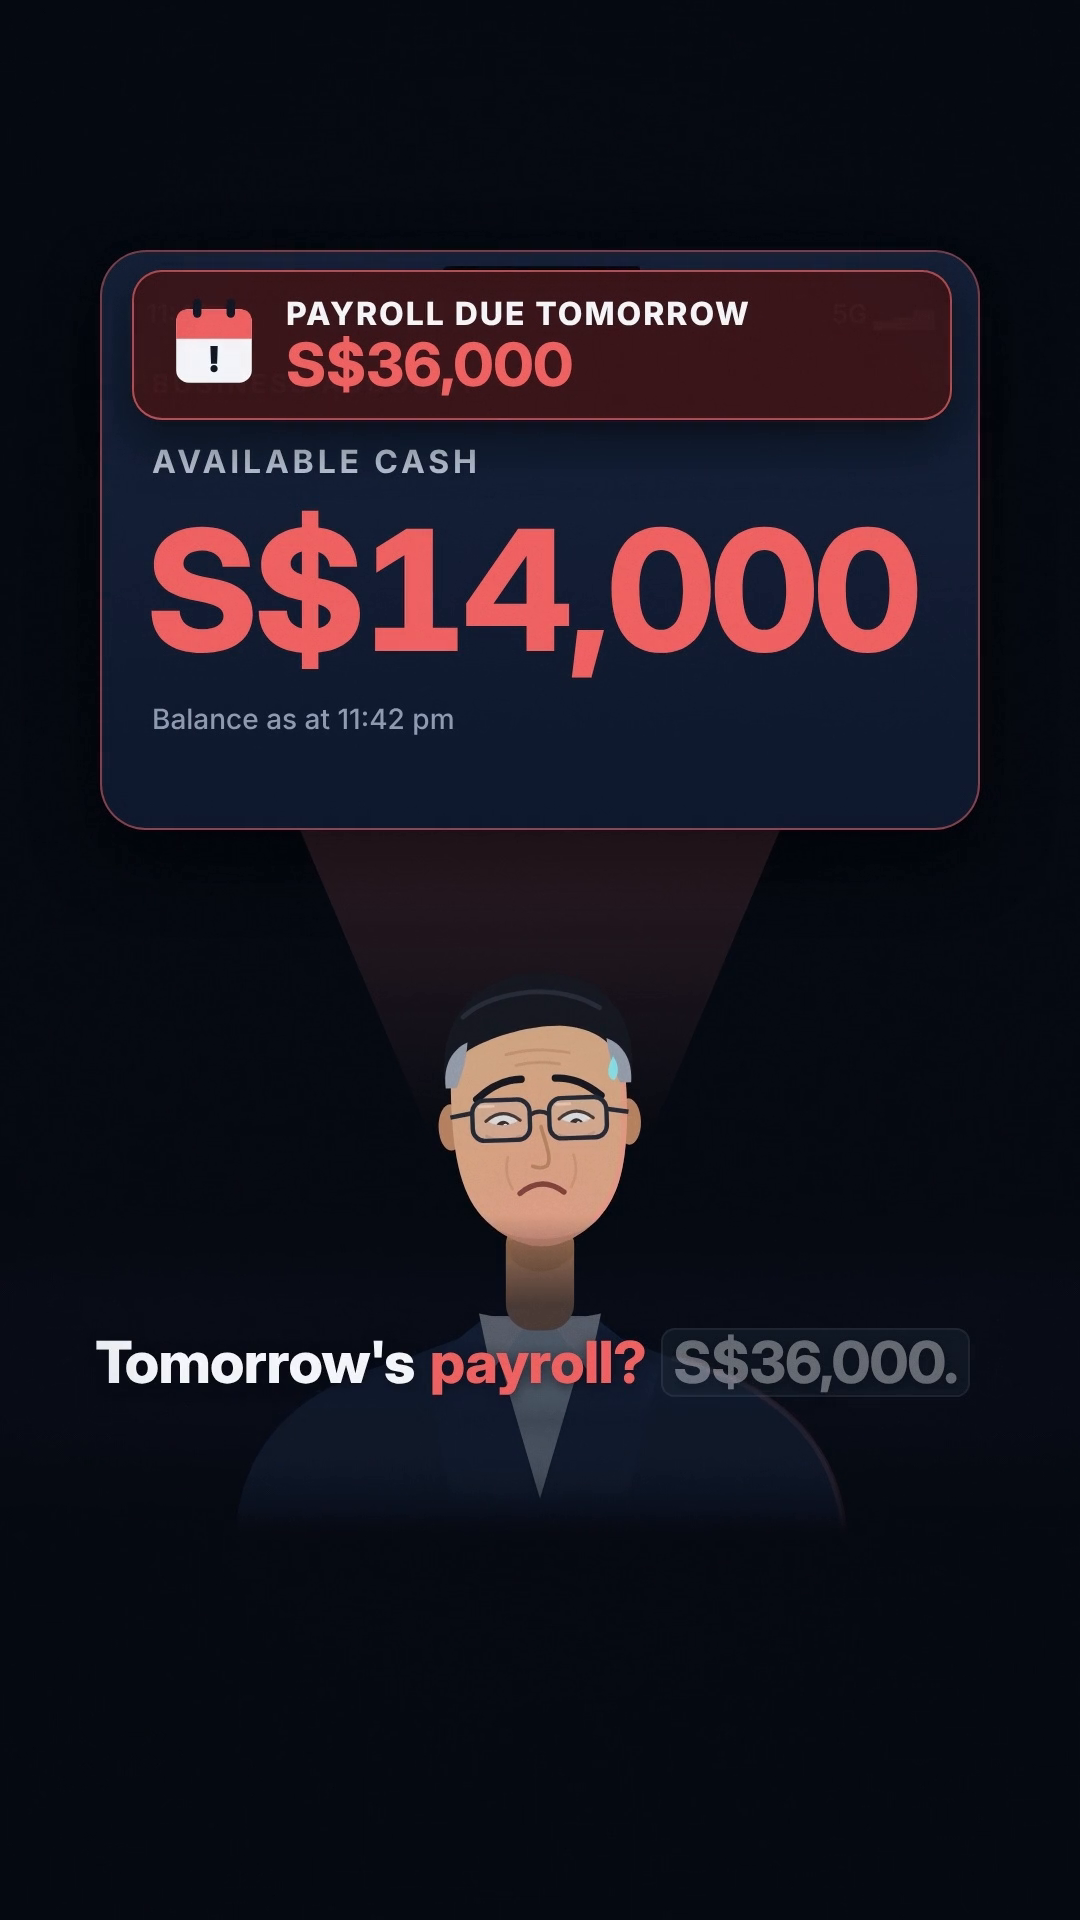 PAYROLL DUE TOMORROW
S$36,000
AVAILABLE CASH
S$14,000
Balance as at 11:42 pm
Tomorrow's payroll? S$36,000.